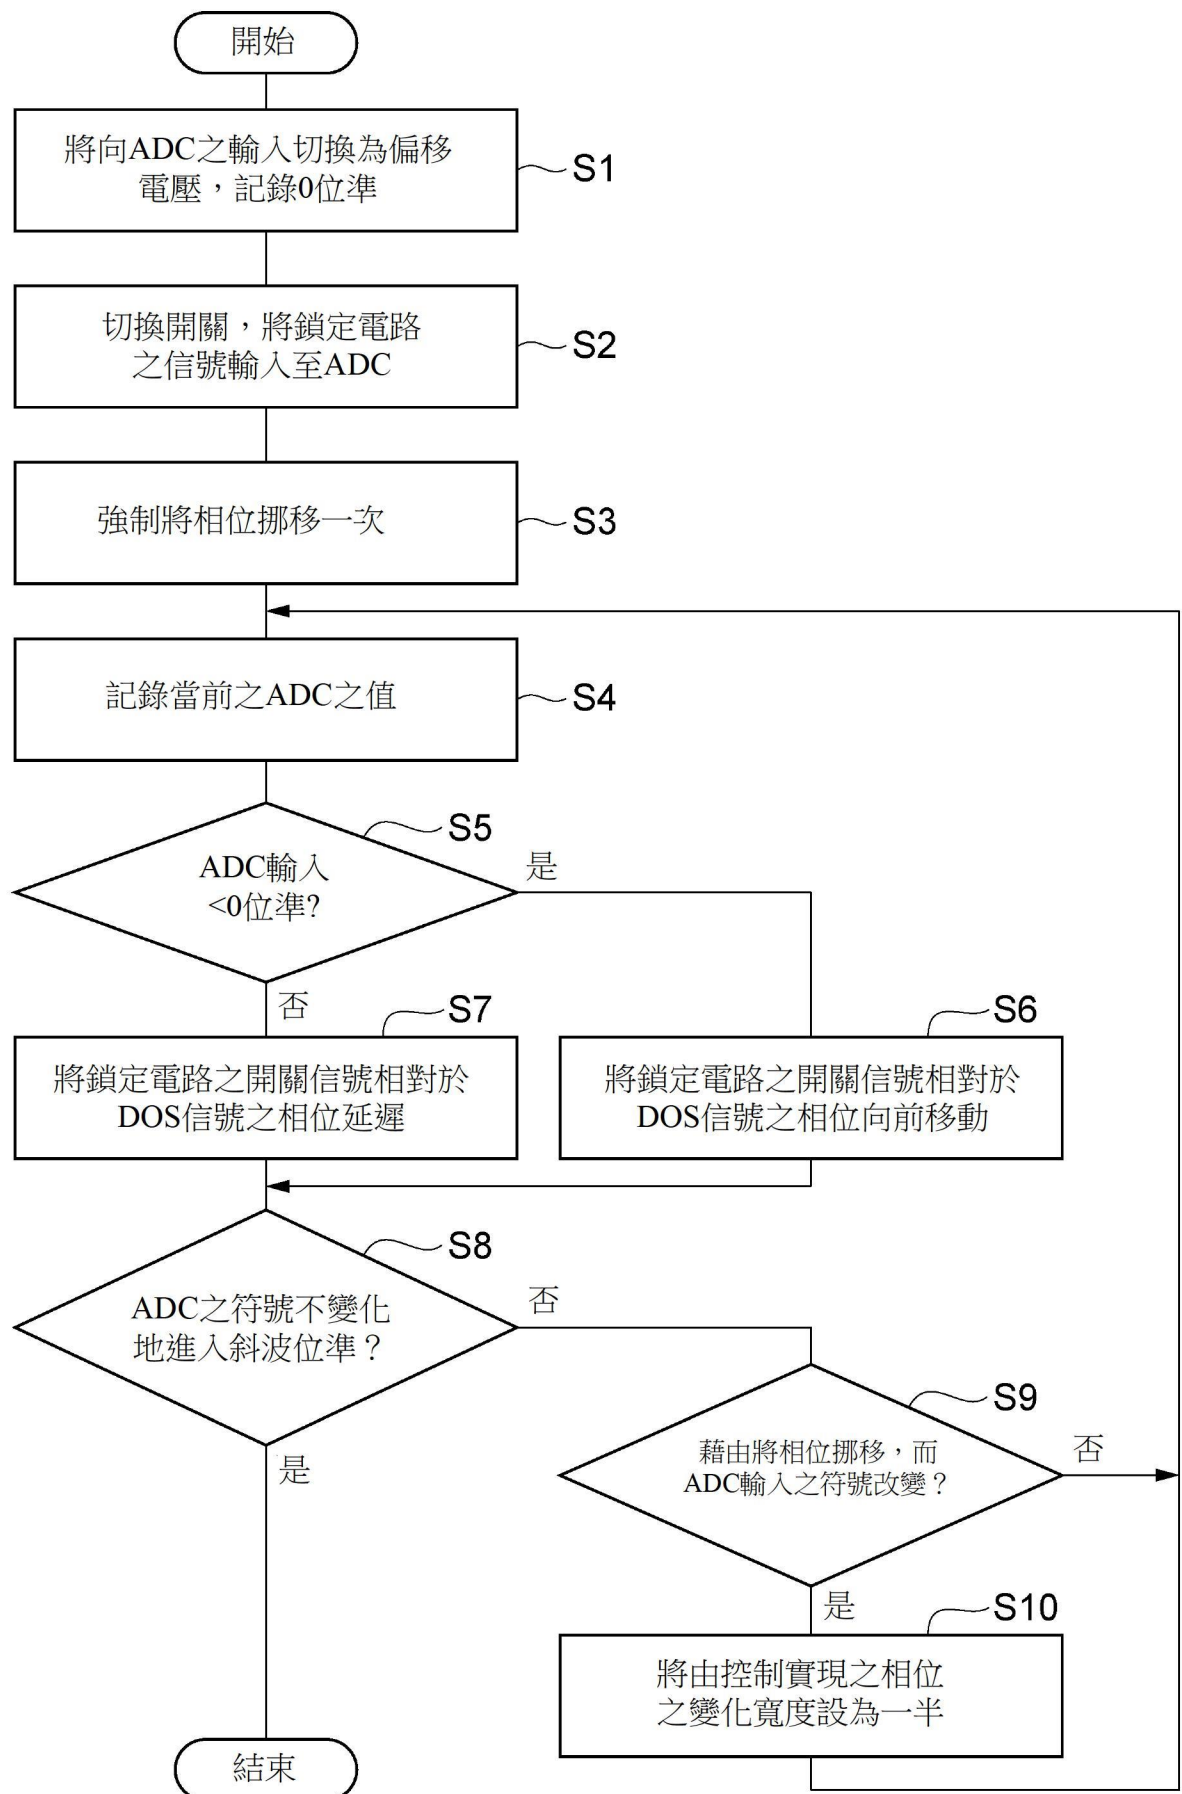 開始
將向ADC之輸入切換為偏移
電壓，記錄0位準
S1
切換開關，將鎖定電路
之信號輸入至ADC
S2
強制將相位挪移一次
S3
記錄當前之ADC之值
S4
S5
ADC輸入
<0位準?
是
否
S7
S6
將鎖定電路之開關信號相對於
DOS信號之相位延遲
將鎖定電路之開關信號相對於
DOS信號之相位向前移動
S8
ADC之符號不變化
地進入斜波位準？
否
是
S9
藉由將相位挪移，而
ADC輸入之符號改變？
否
是
S10
將由控制實現之相位
之變化寬度設為一半
結束